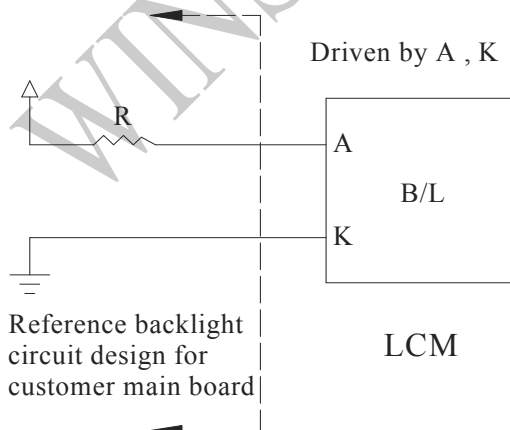 Driven by A , K
R
A
B/L
K
Reference backlight
circuit design for
customer main board
LCM